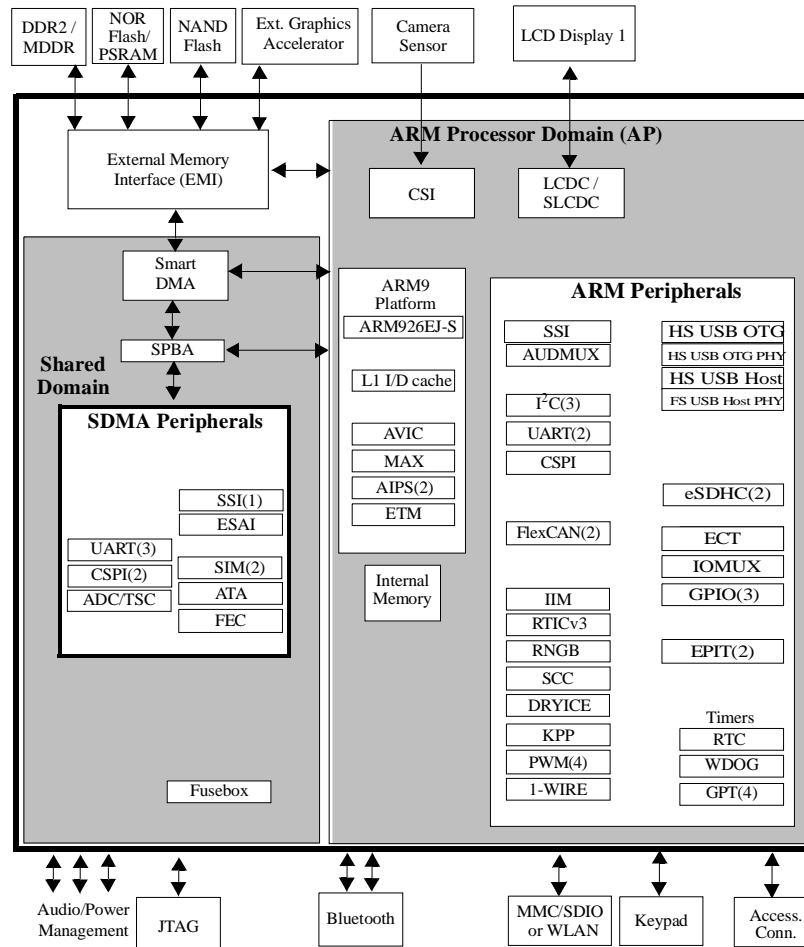 DDR2 /
MDDR
NOR
Flash/
PSRAM
NAND
Flash
Ext. Graphics
Accelerator
Camera
Sensor
LCD Display 1
External Memory
Interface (EMI)
ARM Processor Domain (AP)
CSI
LCDC /
SLCDC
Smart
DMA
SPBA
Shared
Domain
SDMA Peripherals
SSI(1)
ESAI
UART(3)
CSPI(2)
ADC/TSC
SIM(2)
ATA
FEC
Fusebox
ARM9
Platform
ARM926EJ-S
L1 I/D cache
AVIC
MAX
AIPS(2)
ETM
Internal
Memory
ARM Peripherals
SSI
AUDMUX
I2C(3)
UART(2)
CSPI
FlexCAN(2)
IIM
RTICv3
RNGB
SCC
DRYICE
KPP
PWM(4)
1-WIRE
HS USB OTG
HS USB OTG PHY
HS USB Host
FS USB Host PHY
eSDHC(2)
ECT
IOMUX
GPIO(3)
EPIT(2)
Timers
RTC
WDOG
GPT(4)
Audio/Power
Management
JTAG
Bluetooth
MMC/SDIO
or WLAN
Keypad
Access.
Conn.